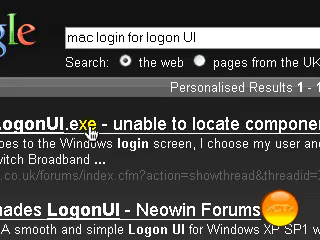 gle
mac login for logon UI
Search: the web pages from the UK
Personalised Results 1 - 1
LogonUI.exe - unable to locate componen
oes to the Windows login screen, I choose my user and
witch Broadband ...
.co.uk/forums/index.cfm?action=showthread&threadid=
nades LogonUI - Neowin Forums
A smooth and simple Logon UI for Windows XP SP1 w